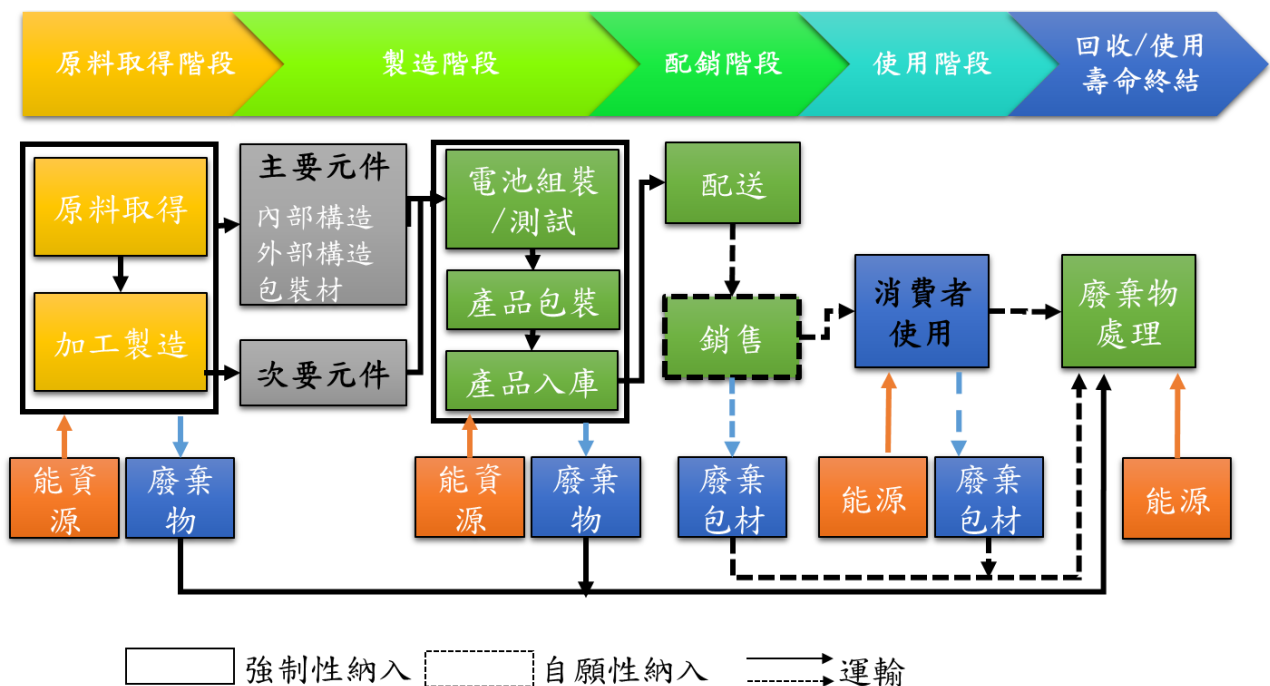 原料取得階段
製造階段
配銷階段
使用階段
回收/使用
壽命終結
原料取得
加工製造
主要元件
內部構造
外部構造
包裝材
次要元件
電池組裝
/測試
產品包裝
產品入庫
配送
銷售
消費者
使用
廢棄物
處理
能資
源
廢棄
物
能資
源
廢棄
物
廢棄
包材
能源
廢棄
包材
能源
強制性納入
自願性納入
運輸